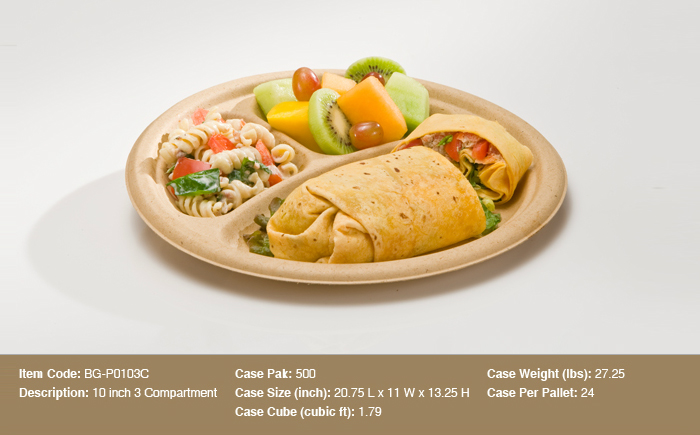 Item Code: BG-P0103C
Description: 10 inch 3 Compartment
Case Pak: 500
Case Size (inch): 20.75 L x 11 W x 13.25 H
Case Cube (cubic ft): 1.79
Case Weight (lbs): 27.25
Case Per Pallet: 24